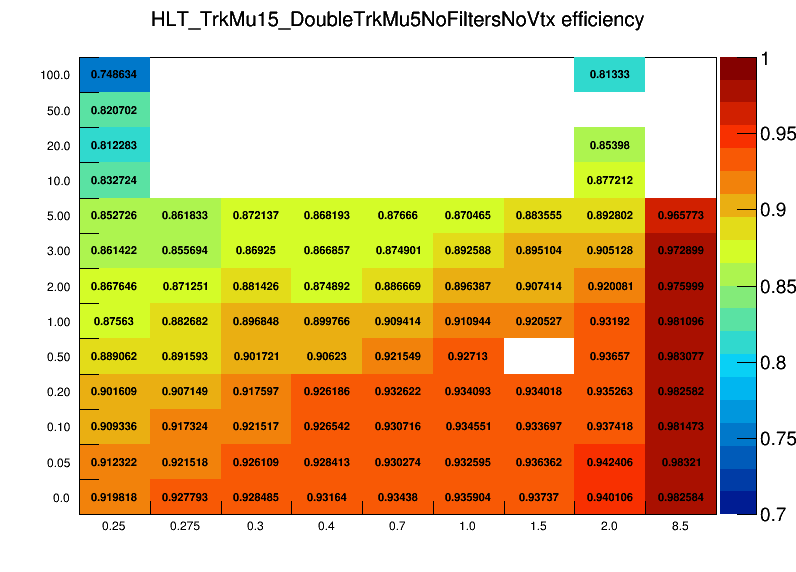 HLT_TrkMu15_DoubleTrkMu5NoFiltersNoVtx efficiency
1
100.0 0.748634 0.81333
50.0 0.820702
0.95
20.0 0.812283 0.85398
10.0 0.832724 0.877212
5.00 0.852726 0.861833 0.872137 0.868193 0.87666 0.870465 0.883555 0.892802 0.965773 0.9
3.00 0.861422 0.855694 0.86925 0.866857 0.874901 0.892588 0.895104 0.905128 0.972899
2.00 0.867646 0.871251 0.881426 0.874892 0.886669 0.896387 0.907414 0.920081 0.975999 0.85
1.00 0.87563 0.882682 0.896848 0.899766 0.909414 0.910944 0.920527 0.93192 0.981096
0.50 0.889062 0.891593 0.901721 0.90623 0.921549 0.92713 0.93657 0.983077 0.8
0.20 0.901609 0.907149 0.917597 0.926186 0.932622 0.934093 0.934018 0.935263 0.982582
0.10 0.909336 0.917324 0.921517 0.926542 0.930716 0.934551 0.933697 0.937418 0.981473
0.75
0.05 0.912322 0.921518 0.926109 0.928413 0.930274 0.932595 0.936362 0.942406 0.98321
0.0 0.919818 0.927793 0.928485 0.93164 0.93438 0.935904 0.93737 0.940106 0.982584
0.7
0.25 0.275 0.3 0.4 0.7 1.0 1.5 2.0 8.5